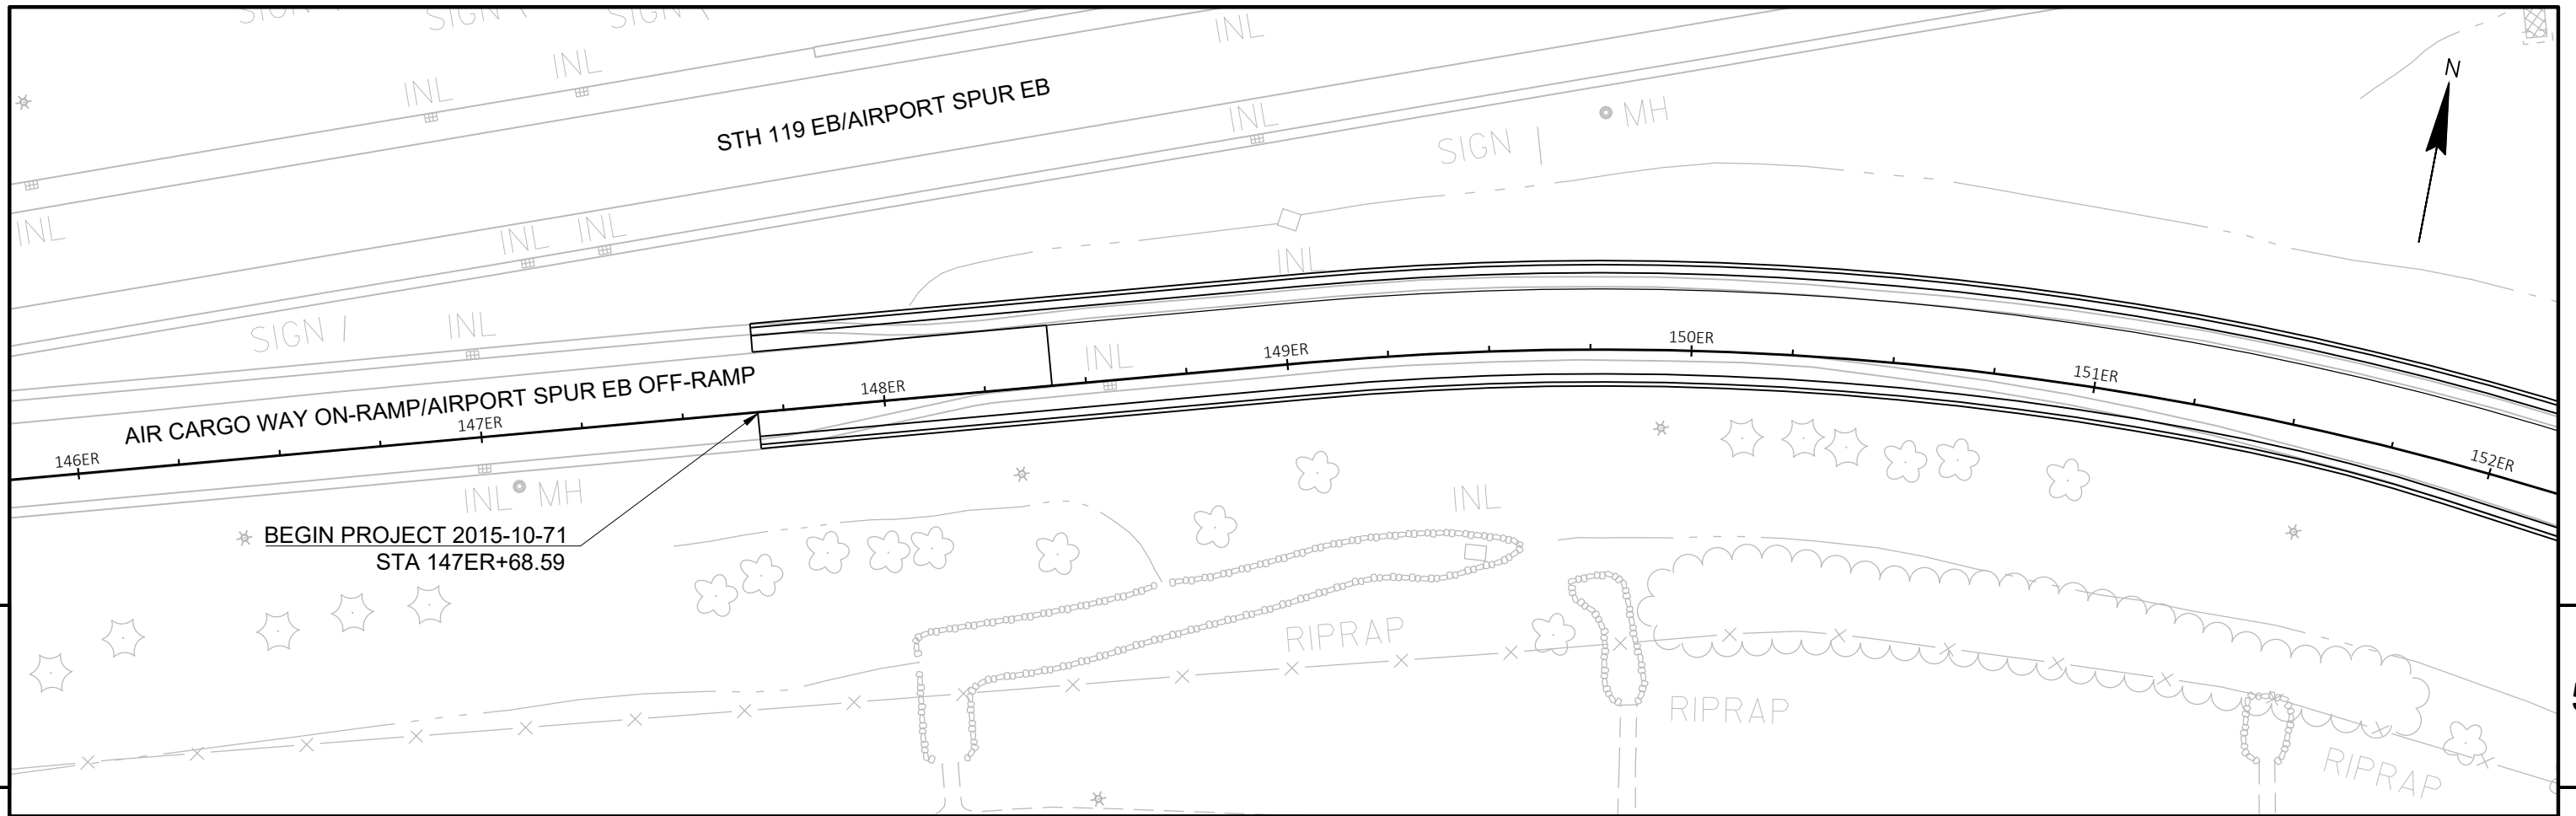 SIGN
SIGN
SIGN
INL
INL
INL
N
STH 119 EB/AIRPORT SPUR EB
INL
MH
SIGN
INL
INL
INL
INL
SIGN
INL
INL
149ER
150ER
151ER
152ER
148ER
AIR CARGO WAY ON-RAMP/AIRPORT SPUR EB OFF-RAMP
147ER
146ER
INL
MH
INL
BEGIN PROJECT 2015-10-71
STA 147ER+68.59
RIPRAP
RIPRAP
RIPRAP